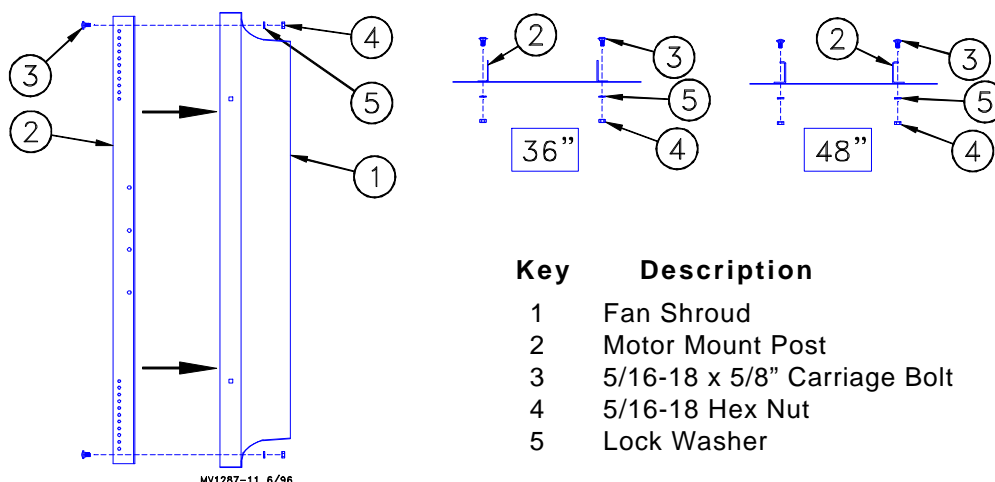 3
2
4
5
1
MV1287-11 6/96
2
3
5
4
36”
2
3
5
4
48”
Key Description
1 Fan Shroud
2 Motor Mount Post
3 5/16-18 x 5/8” Carriage Bolt
4 5/16-18 Hex Nut
5 Lock Washer